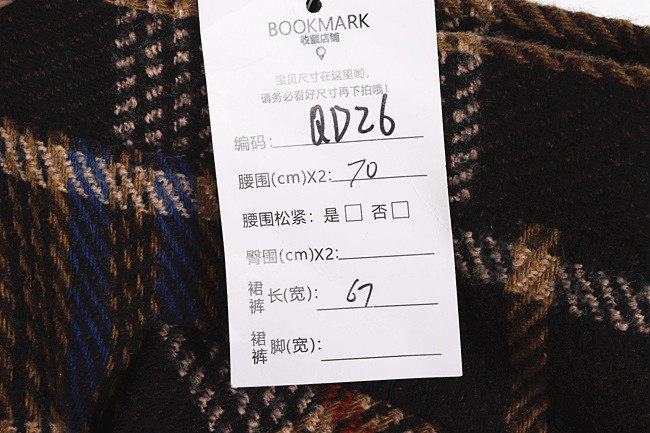 BOOKMARK
收藏店铺
宝贝尺寸在这里哟，
请务必看好尺寸再下拍哦！
编码: QD26
腰围(cm)X2: 70
腰围松紧：是□ 否□
臀围(cm)X2:
裙裤长(宽)： 67
裙裤脚(宽)：